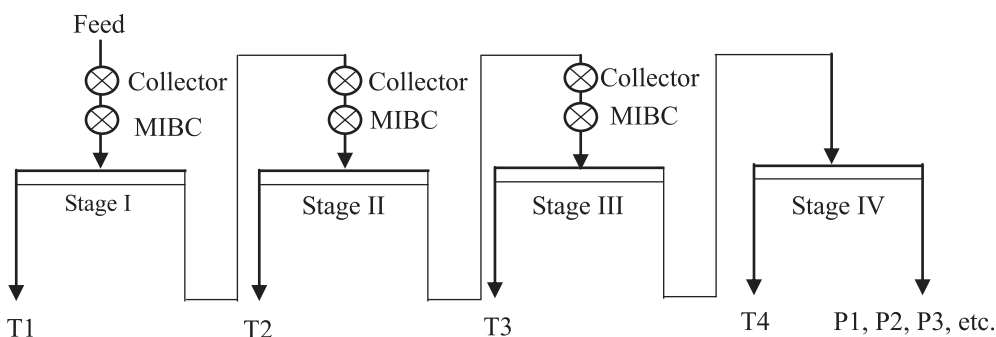 Feed
Collector
MIBC
Stage I
T1
Collector
MIBC
Stage II
T2
Collector
MIBC
Stage III
T3
Stage IV
T4
P1, P2, P3, etc.